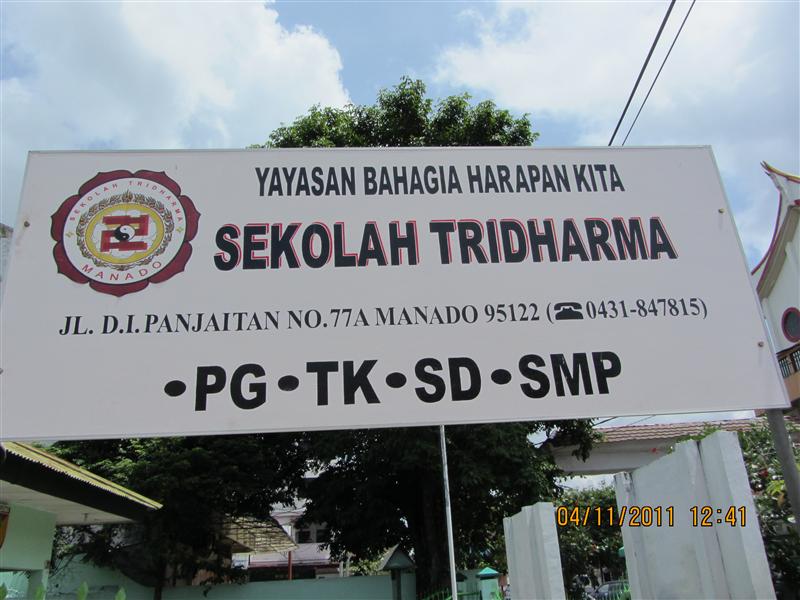 YAYASAN BAHAGIA HARAPAN KITA
SEKOLAH TRIDHARMA
MANADO
SEKOLAH TRIDHARMA
JL. D.I. PANJAITAN NO.77A MANADO 95122 (☎0431-847815)
•PG•TK•SD•SMP
04/11/2011 12:41